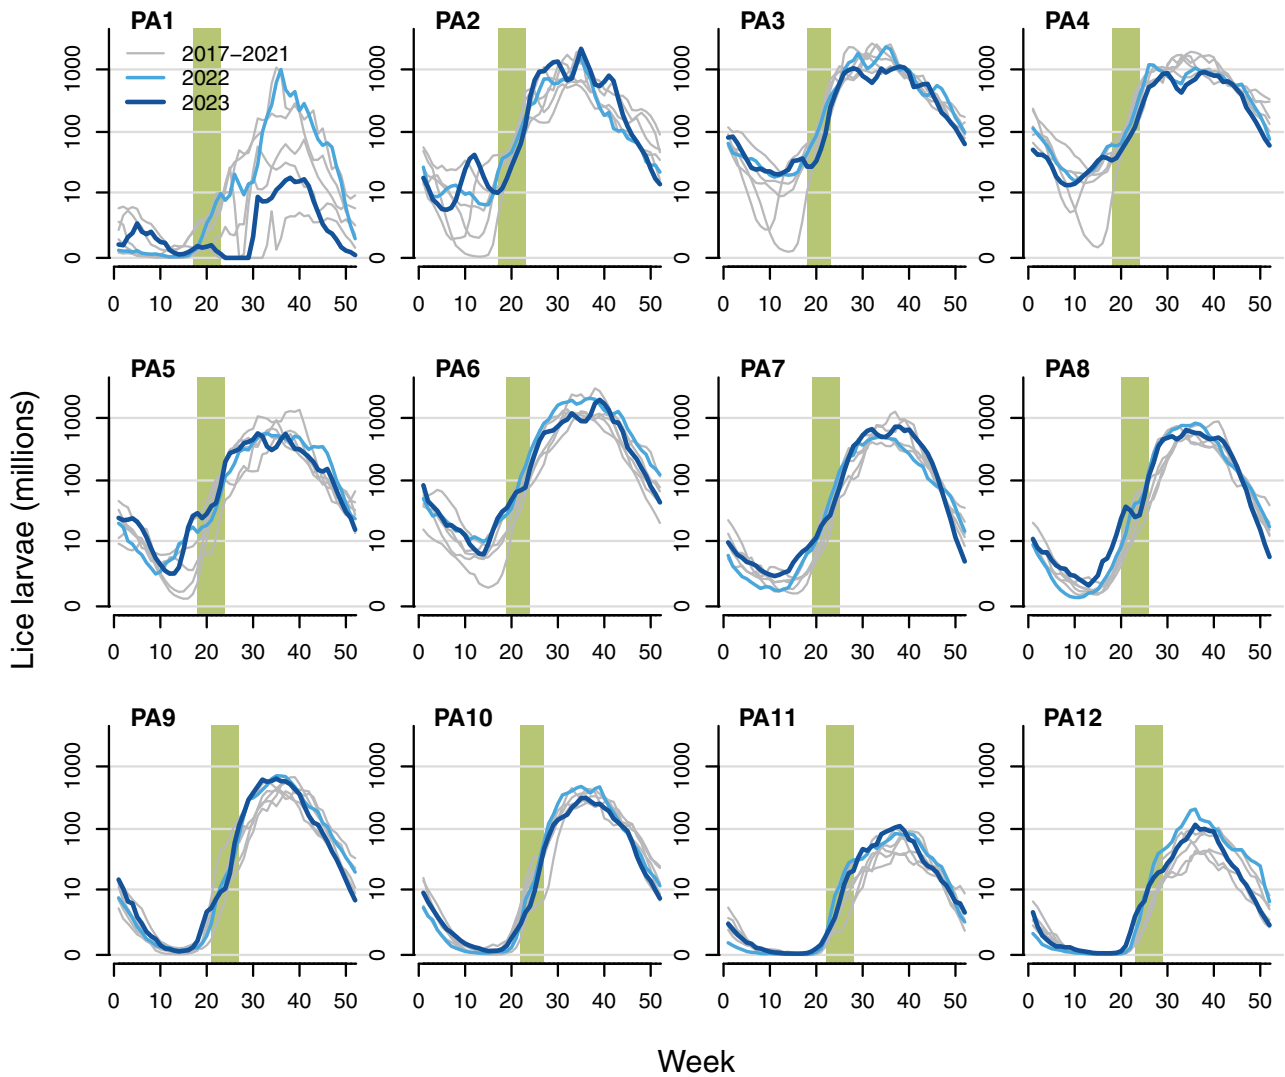 PA1 PA2 PA3 PA4
2017–2021
2022
2023
0 10 100 1000 0 10 100 1000 0 10 100 1000 0 10 100 1000
0 10 20 30 40 50 0 10 20 30 40 50 0 10 20 30 40 50 0 10 20 30 40 50
PA5 PA6 PA7 PA8
0 10 100 1000 0 10 100 1000 0 10 100 1000 0 10 100 1000
0 10 20 30 40 50 0 10 20 30 40 50 0 10 20 30 40 50 0 10 20 30 40 50
Lice larvae (millions)
PA9 PA10 PA11 PA12
0 10 100 1000 0 10 100 1000 0 10 100 1000 0 10 100 1000
0 10 20 30 40 50 0 10 20 30 40 50 0 10 20 30 40 50 0 10 20 30 40 50
Week